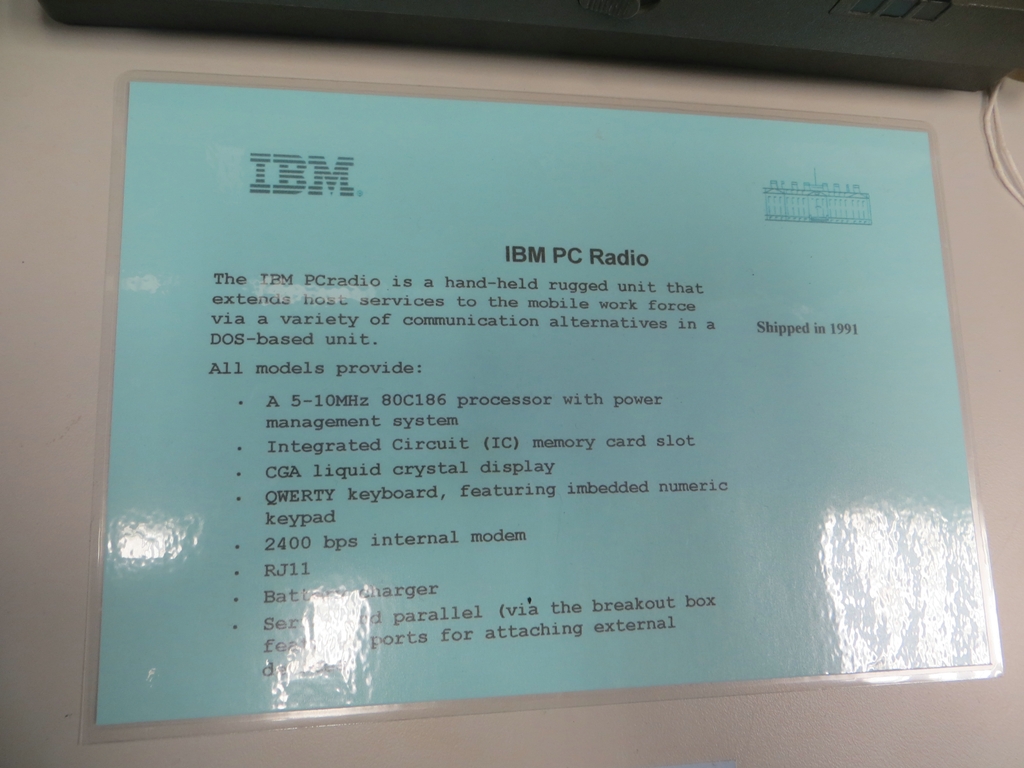 IBM
IBM PC Radio
The IBM PCradio is a hand-held rugged unit that
extends host services to the mobile work force
via a variety of communication alternatives in a
DOS-based unit.
Shipped in 1991
All models provide:
· A 5-10MHz 80C186 processor with power
management system
· Integrated Circuit (IC) memory card slot
· CGA liquid crystal display
· QWERTY keyboard, featuring imbedded numeric
keypad
· 2400 bps internal modem
· RJ11
· Battery charger
· Serial and parallel (via the breakout box
ports for attaching external